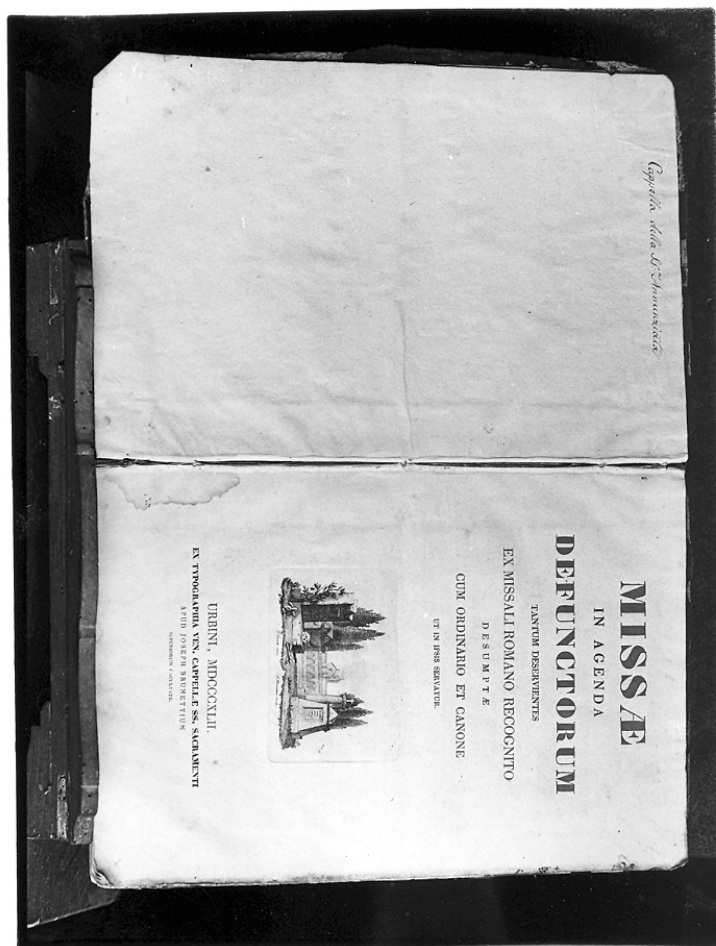 Cappella della SS. Annunziata
MISSÆ
IN AGENDA
DEFUNCTORUM
TANTUM DESERVIENTES
EX MISSALI ROMANO RECOGNITO
DESUMPTÆ
CUM ORDINARIO ET CANONE
UT IN IPSIS SERVATUR.
URBINI, MDCCCXLII.
EX TYPOGRAPHIA VEN. CAPPELLÆ SS. SACRAMENTI
APUD JOSEPH
SUPERIORUM